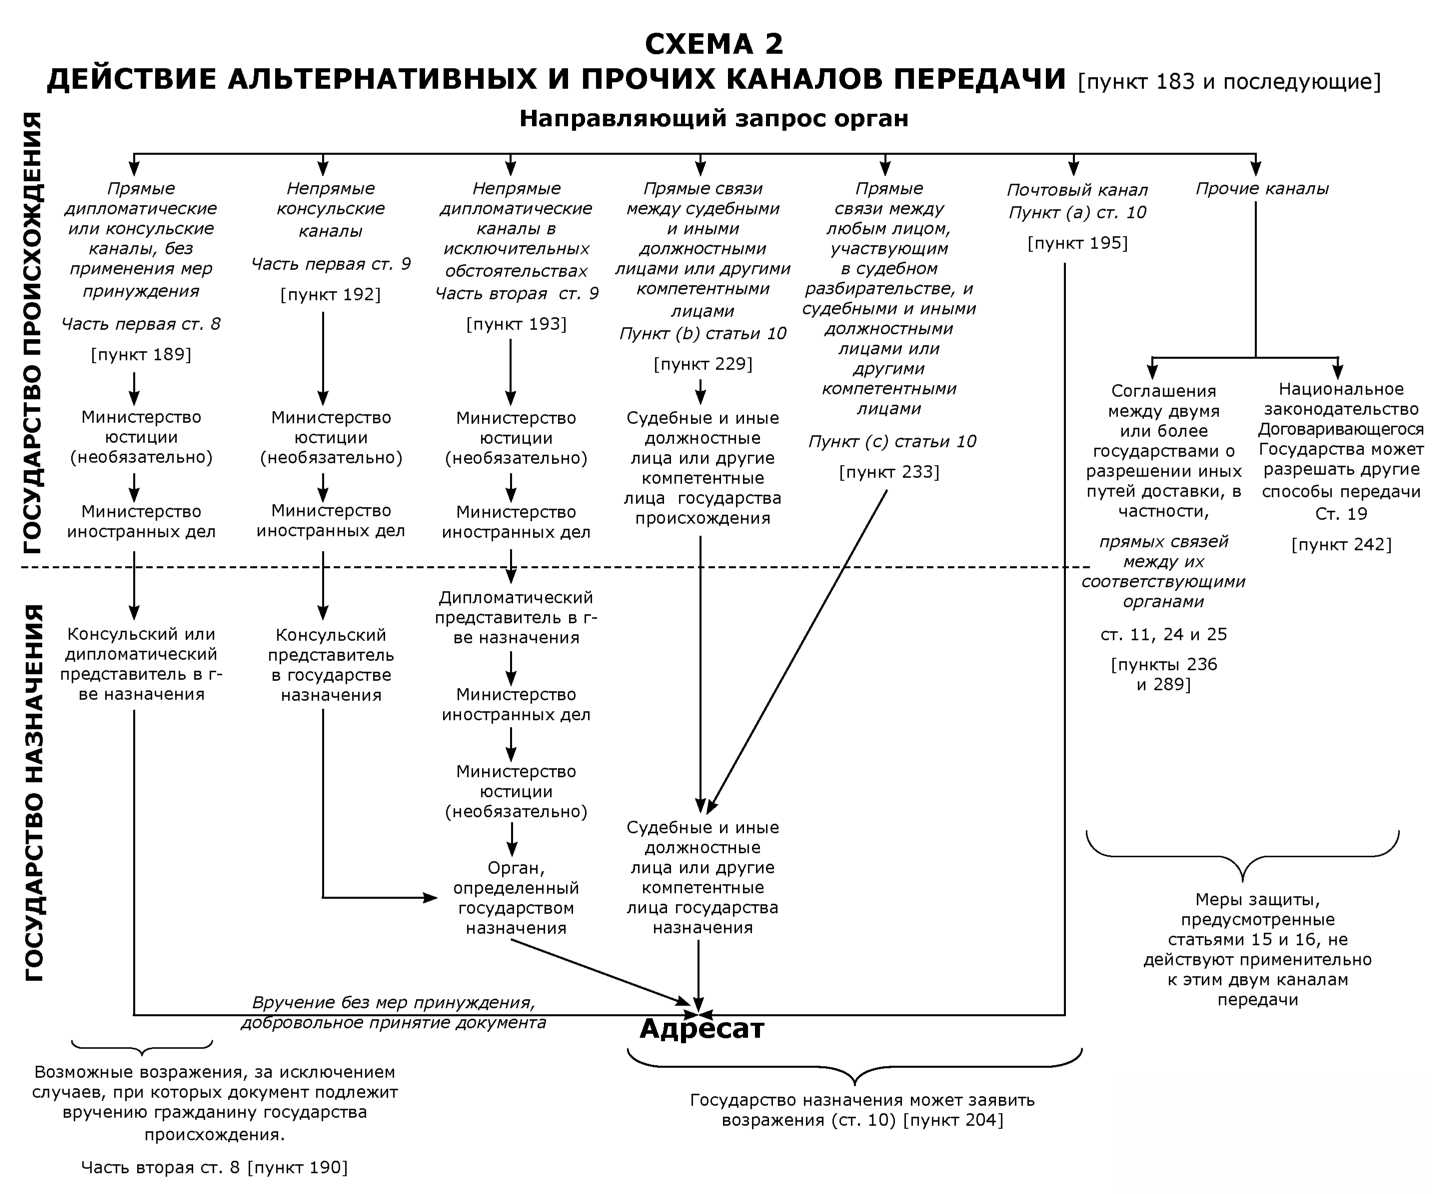 СХЕМА 2
ДЕЙСТВИЕ АЛЬТЕРНАТИВНЫХ И ПРОЧИХ КАНАЛОВ ПЕРЕДАЧИ [пункт 183 и последующие]
Направляющий запрос орган
ГОСУДАРСТВО ПРОИСХОЖДЕНИЯ
Прямые
дипломатические
или консульские
каналы, без
применения мер
принуждения
Часть первая ст. 8
[пункт 189]
Министерство
юстиции
(необязательно)
Министерство
иностранных дел
Непрямые
консульские
каналы
Часть первая ст. 9
[пункт 192]
Министерство
юстиции
(необязательно)
Министерство
иностранных дел
Непрямые
дипломатические
каналы в
исключительных
обстоятельствах
Часть вторая ст. 9
[пункт 193]
Министерство
юстиции
(необязательно)
Министерство
иностранных дел
Прямые связи
между судебными
и иными
должностными
лицами или другими
компетентными
лицами
Пункт (b) статьи 10
[пункт 229]
Судебные и иные
должностные
лица или другие
компетентные
лица государства
происхождения
Прямые
связи между
любым лицом,
участвующим
в судебном
разбирательстве, и
судебными и иными
должностными
лицами или
другими
компетентными
лицами
Пункт (c) статьи 10
[пункт 233]
Почтовый канал
Пункт (a) ст. 10
[пункт 195]
Прочие каналы
Соглашения
между двумя
или более
государствами о
разрешении иных
путей доставки, в
частности,
прямых связей
между их
соответствующими
органами
ст. 11, 24 и 25
[пункты 236
и 289]
Национальное
законодательство
Договаривающегося
Государства может
разрешать другие
способы передачи
Ст. 19
[пункт 242]
ГОСУДАРСТВО НАЗНАЧЕНИЯ
Консульский или
дипломатический
представитель в г-
ве назначения
Консульский
представитель
в государстве
назначения
Дипломатический
представитель в г-
ве назначения
Министерство
иностранных дел
Министерство
юстиции
(необязательно)
Орган,
определенный
государством
назначения
Судебные и иные
должностные
лица или другие
компетентные
лица государства
назначения
Меры защиты,
предусмотренные
статьями 15 и 16, не
действуют применительно
к этим двум каналам
передачи
Вручение без мер принуждения,
добровольное принятие документа
Адресат
Возможные возражения, за исключением
случаев, при которых документ подлежит
вручению гражданину государства
происхождения.
Часть вторая ст. 8 [пункт 190]
Государство назначения может заявить
возражения (ст. 10) [пункт 204]